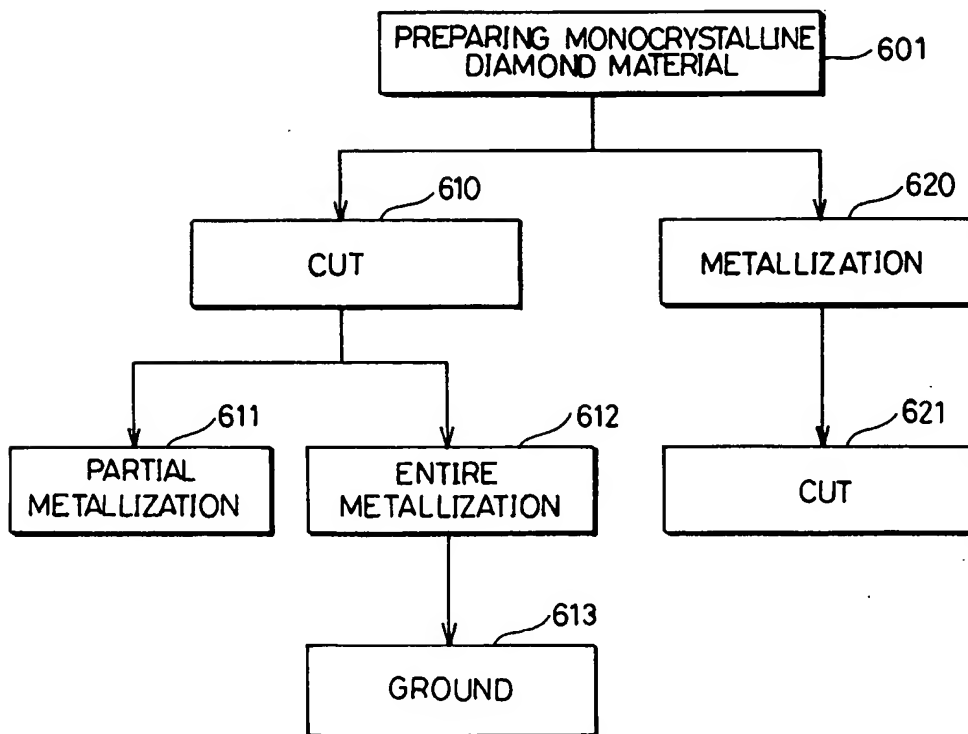 PREPARING MONOCRYSTALLINE
DIAMOND MATERIAL
601
610
CUT
620
METALLIZATION
611
PARTIAL
METALLIZATION
612
ENTIRE
METALLIZATION
621
CUT
613
GROUND